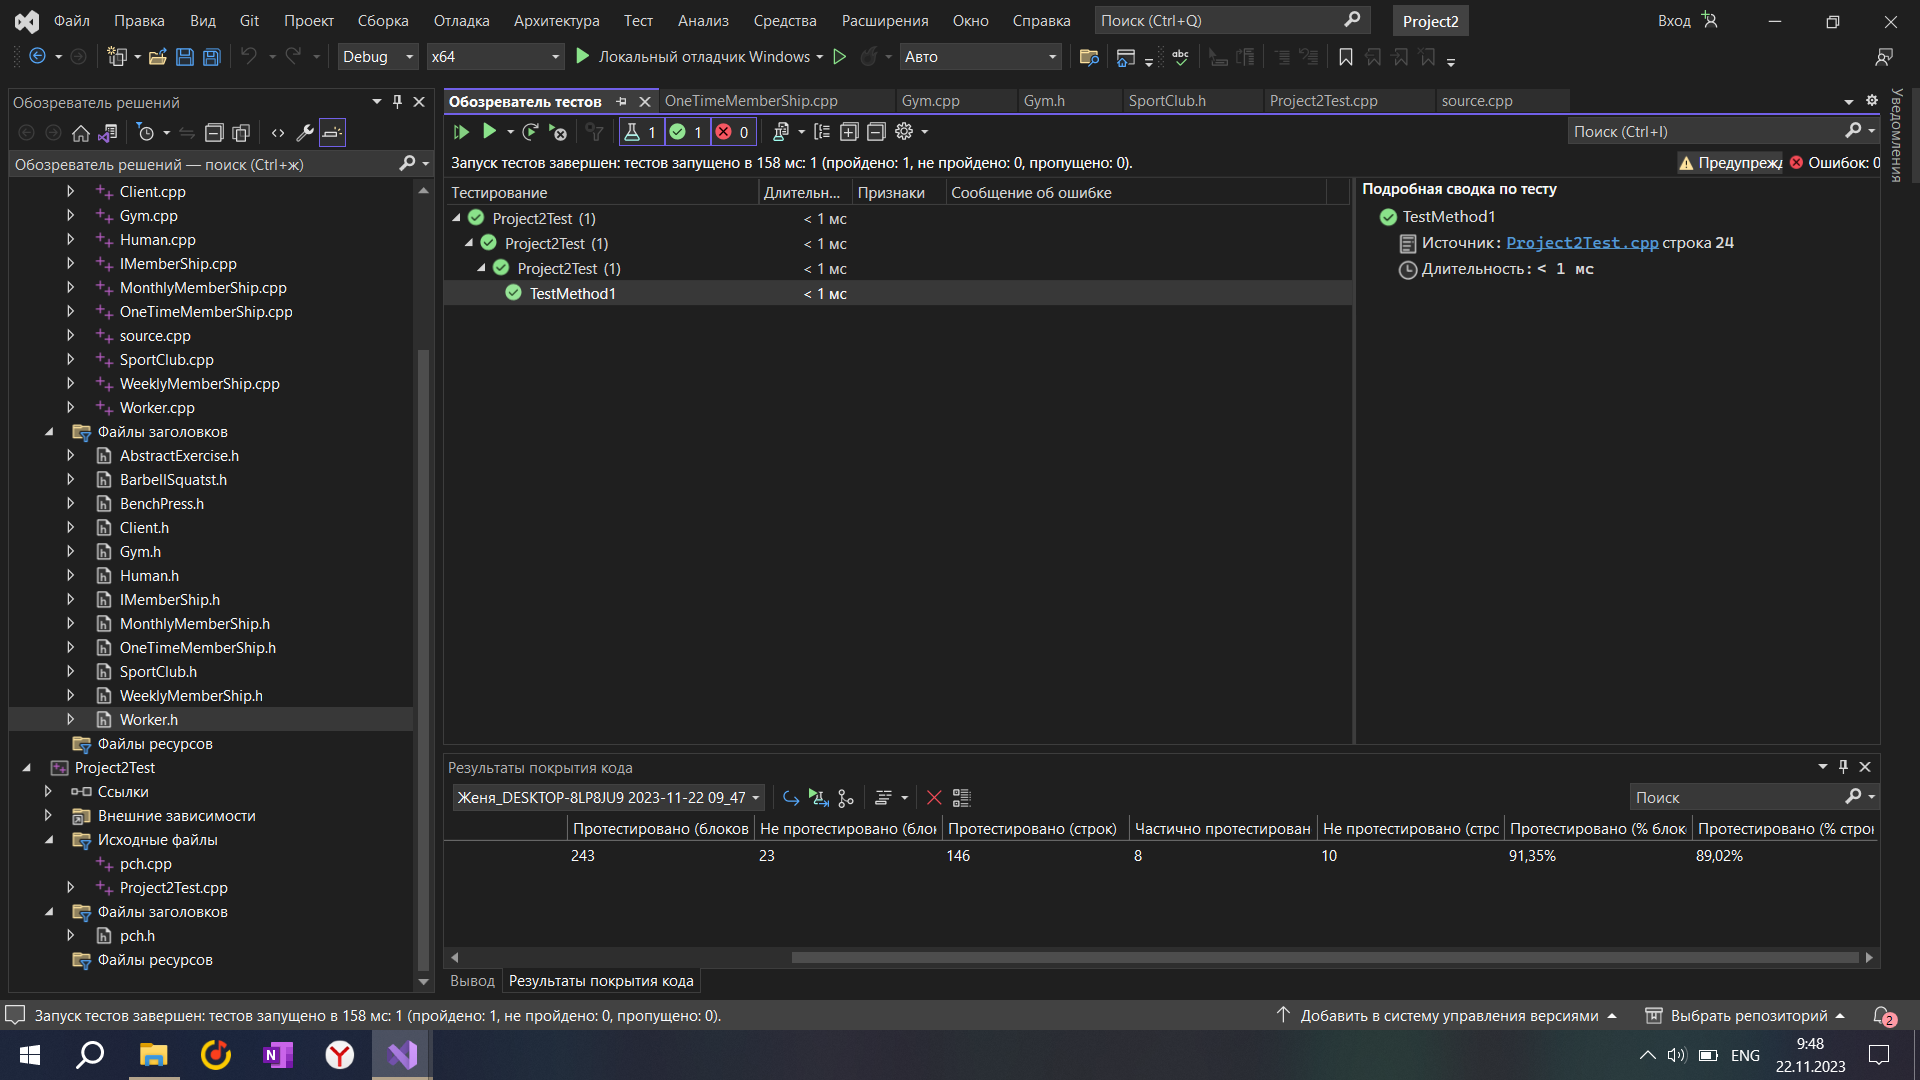 Файл Правка Вид Git Проект Сборка Отладка Архитектура Тест Анализ Средства Расширения Окно Справка Поиск (Ctrl+Q) Project2 Вход
Debug x64 Локальный отладчик Windows Авто
Обозреватель решений
Обозреватель решений — поиск (Ctrl+ж)
Client.cpp
Gym.cpp
Human.cpp
IMemberShip.cpp
MonthlyMemberShip.cpp
OneTimeMemberShip.cpp
source.cpp
SportClub.cpp
WeeklyMemberShip.cpp
Worker.cpp
Файлы заголовков
AbstractExercise.h
BarbellSquatst.h
BenchPress.h
Client.h
Gym.h
Human.h
IMemberShip.h
MonthlyMemberShip.h
OneTimeMemberShip.h
SportClub.h
WeeklyMemberShip.h
Worker.h
Файлы ресурсов
Project2Test
Ссылки
Внешние зависимости
Исходные файлы
pch.cpp
Project2Test.cpp
Файлы заголовков
pch.h
Файлы ресурсов
Обозреватель тестов OneTimeMemberShip.cpp Gym.cpp Gym.h SportClub.h Project2Test.cpp source.cpp
1 1 0 Поиск (Ctrl+I)
Запуск тестов завершен: тестов запущено в 158 мс: 1 (пройдено: 1, не пройдено: 0, пропущено: 0). Предупрежд Ошибок: 0
Тестирование Длительн... Признаки Сообщение об ошибке
Project2Test (1) < 1 мс
Project2Test (1) < 1 мс
Project2Test (1) < 1 мс
TestMethod1 < 1 мс
Подробная сводка по тесту
TestMethod1
Источник: Project2Test.cpp строка 24
Длительность: < 1 мс
Уведомления
Результаты покрытия кода
Женя_DESKTOP-8LP8JU9 2023-11-22 09_47 Поиск
Протестировано (блоков Не протестировано (блок Протестировано (строк) Частично протестирован Не протестировано (стрс Протестировано (% блок Протестировано (% строк
243 23 146 8 10 91,35% 89,02%
Вывод Результаты покрытия кода
Запуск тестов завершен: тестов запущено в 158 мс: 1 (пройдено: 1, не пройдено: 0, пропущено: 0). Добавить в систему управления версиями Выбрать репозиторий 2
ENG 9:48
22.11.2023